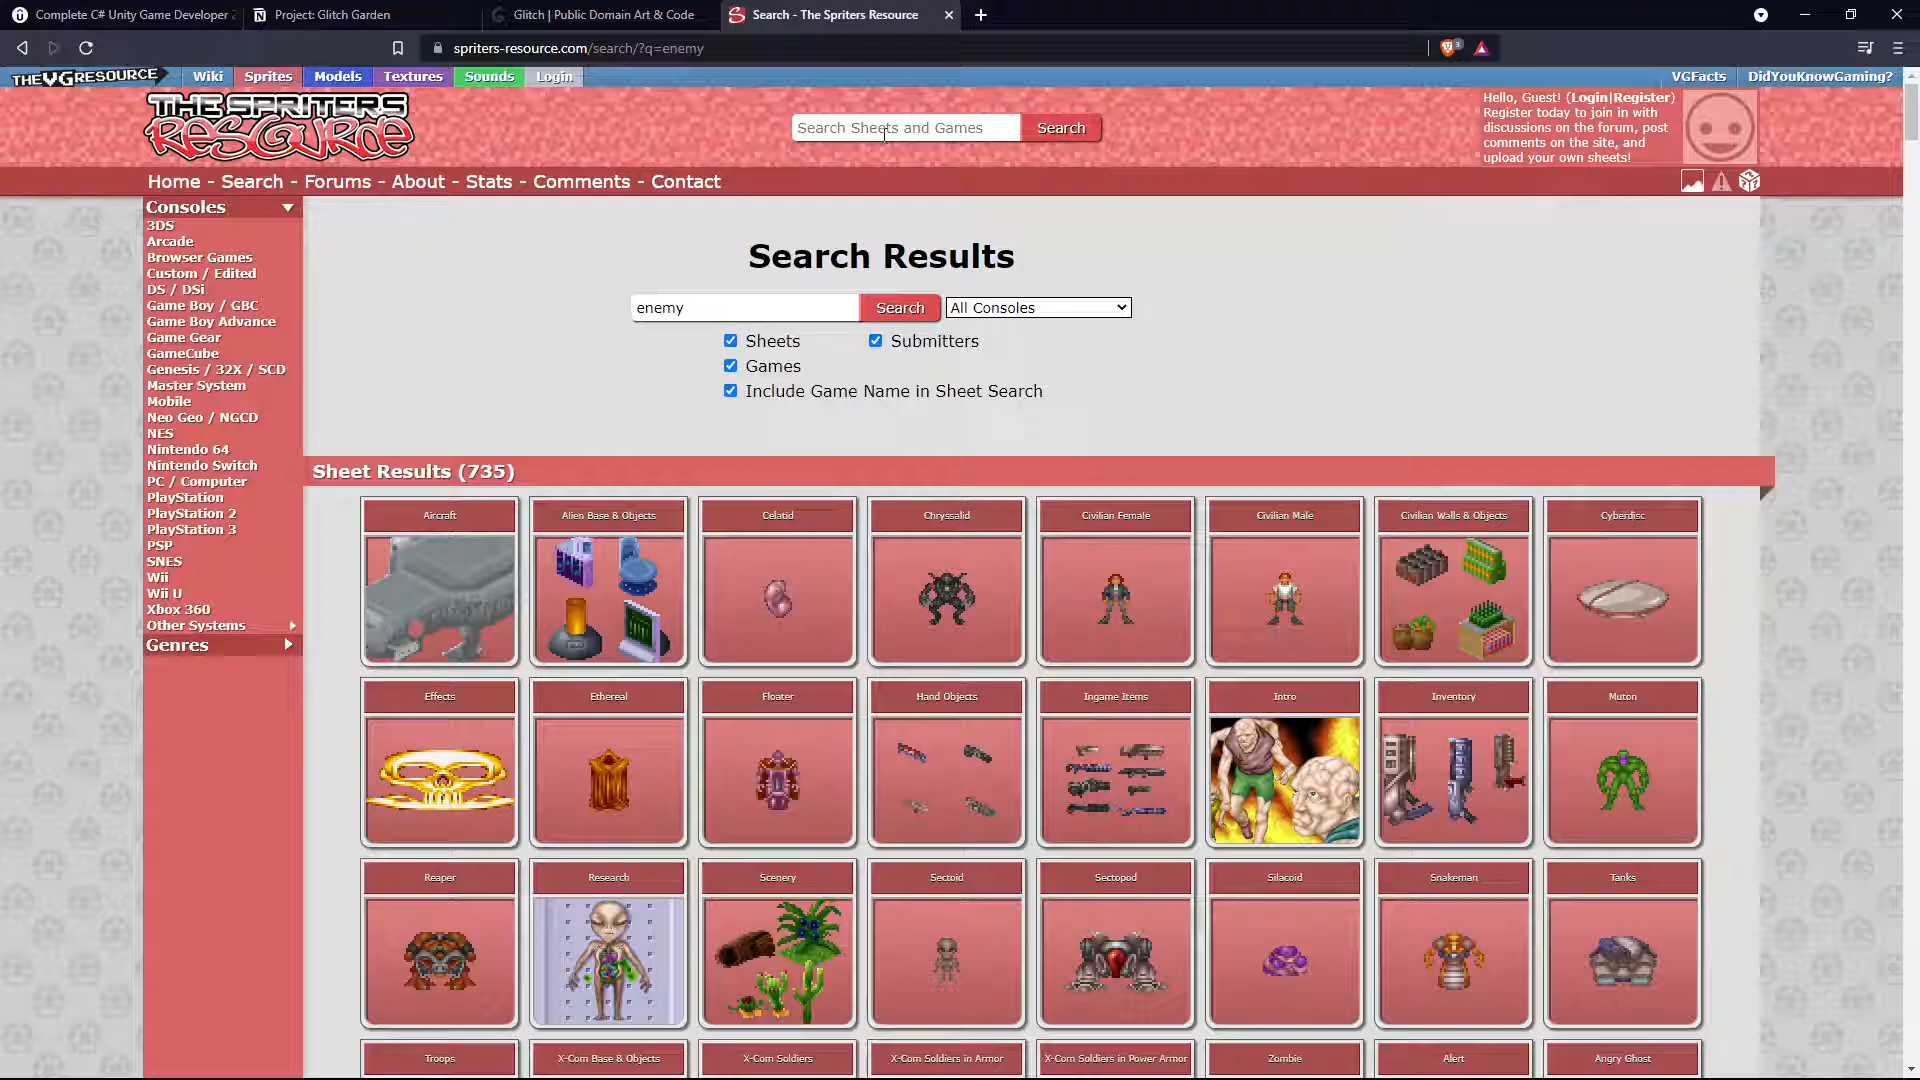 Complete C# Unity Game Developer 2
Project: Glitch Garden
Glitch | Public Domain Art & Code
Search - The Spriters Resource
spriters-resource.com/search/?q=enemy
THE VG RESOURCE
Wiki
Sprites
Models
Textures
Sounds
Login
VGFacts
DidYouKnowGaming?
THE SPRITERS
RESOURCE
Search Sheets and Games
Search
Hello, Guest! (Login|Register)
Register today to join in with
discussions on the forum, post
comments on the site, and
upload your own sheets!
Home - Search - Forums - About - Stats - Comments - Contact
Consoles
3DS
Arcade
Browser Games
Custom / Edited
DS / DSi
Game Boy / GBC
Game Boy Advance
Game Gear
GameCube
Genesis / 32X / SCD
Master System
Mobile
Neo Geo / NGCD
NES
Nintendo 64
Nintendo Switch
PC / Computer
PlayStation
PlayStation 2
PlayStation 3
PSP
SNES
Wii
Wii U
Xbox 360
Other Systems
Genres
Search Results
enemy
Search
All Consoles
Sheets
Submitters
Games
Include Game Name in Sheet Search
Sheet Results (735)
Aircraft
Alien Base & Objects
Celatid
Chryssalid
Civilian Female
Civilian Male
Civilian Walls & Objects
Cyberdisc
Effects
Ethereal
Floater
Hand Objects
Ingame Items
Intro
Inventory
Muton
Reaper
Research
Scenery
Sectoid
Sectopod
Silacoid
Snakeman
Tanks
Troops
X-Com Base & Objects
X-Com Soldiers
X-Com Soldiers in Armor
X-Com Soldiers in Power Armor
Zombie
Alert
Angry Ghost